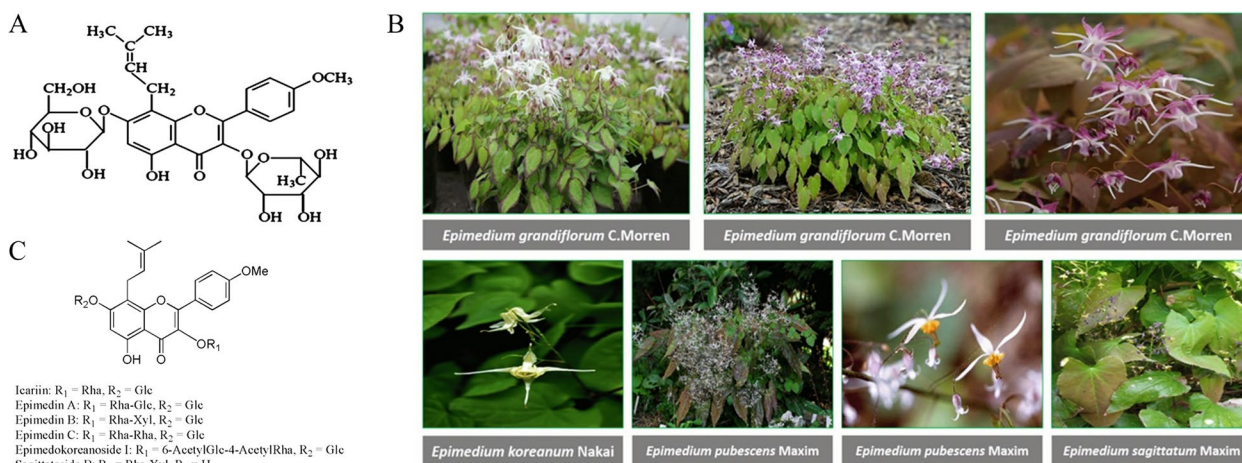 A
H₃C
CH₃
CH
CH₂
OCH₃
CH₂OH
O
O
O
OH
HO
OH
OH
OH
O
O
O
H₃C
HO
OH
OH
B
Epimedium grandiflorum C.Morren
Epimedium grandiflorum C.Morren
Epimedium grandiflorum C.Morren
Epimedium koreanum Nakai
Epimedium pubescens Maxim
Epimedium pubescens Maxim
Epimedium sagittatum Maxim
C
OMe
R₂O
O
OR₁
OH
O
Icariin: R₁ = Rha, R₂ = Glc
Epimedin A: R₁ = Rha-Glc, R₂ = Glc
Epimedin B: R₁ = Rha-Xyl, R₂ = Glc
Epimedin C: R₁ = Rha-Rha, R₂ = Glc
Epimedokoreanoside I: R₁ = 6-AcetylGlc-4-AcetylRha, R₂ = Glc